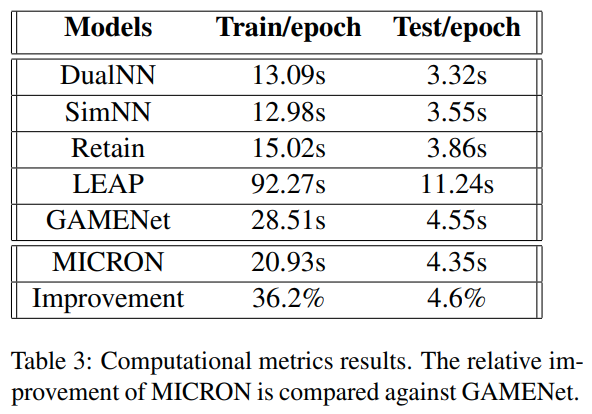 Models Train/epoch Test/epoch
DualNN 13.09s 3.32s
SimNN 12.98s 3.55s
Retain 15.02s 3.86s
LEAP 92.27s 11.24s
GAMENet 28.51s 4.55s
MICRON 20.93s 4.35s
Improvement 36.2% 4.6%
Table 3: Computational metrics results. The relative im-
provement of MICRON is compared against GAMENet.